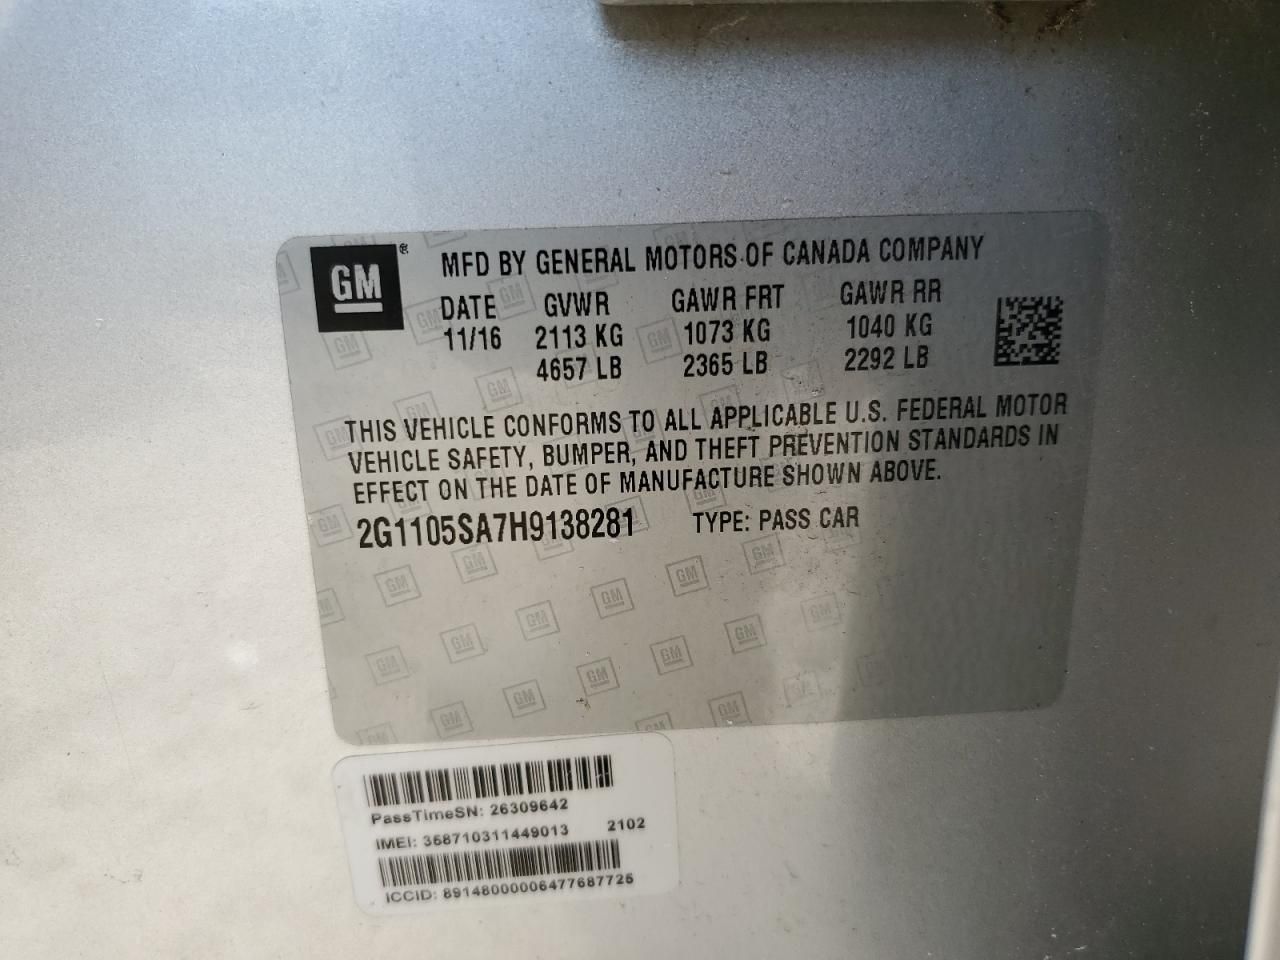 GM®
MFD BY GENERAL MOTORS OF CANADA COMPANY
DATE GVWR GAWR FRT GAWR RR
11/16 2113 KG 1073 KG 1040 KG
4657 LB 2365 LB 2292 LB
THIS VEHICLE CONFORMS TO ALL APPLICABLE U.S. FEDERAL MOTOR
VEHICLE SAFETY, BUMPER, AND THEFT PREVENTION STANDARDS IN
EFFECT ON THE DATE OF MANUFACTURE SHOWN ABOVE.
2G1105SA7H9138281 TYPE: PASS CAR
PassTimeSN: 26309642
IMEI: 358710311449013 2102
ICCID: 89148000006477687725